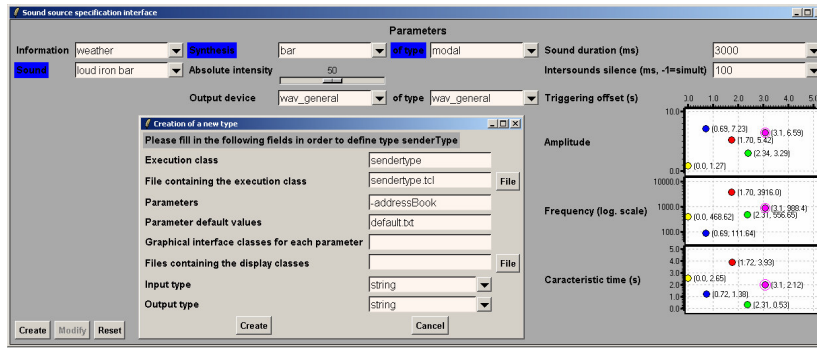 Sound source specification interface
Parameters
Information weather Synthesis bar of type modal Sound duration (ms) 3000
Sound loud iron bar Absolute intensity 50 Intersounds silence (ms, -1=simult) 100
Output device wav_general of type wav_general Triggering offset (s) 0.0 1.0 2.0 3.0 4.0 5.0
Creation of a new type
Please fill in the following fields in order to define type senderType
Execution class sendertype
File containing the execution class sendertype.tcl File
Parameters -addressBook
Parameter default values default.txt
Graphical interface classes for each parameter
Files containing the display classes File
Input type string
Output type string
Create Cancel
Amplitude
10.0
0.0
(0.69, 7.23)
(3.1, 6.59)
(1.70, 5.42)
(2.34, 3.29)
(0.0, 1.27)
Frequency (log. scale)
10000.0
1000.0
100.0
(1.70, 3916.0)
(3.1, 988.4)
(0.0, 468.62)
(2.31, 556.65)
(0.69, 111.64)
Caracteristic time (s)
5.0
4.0
3.0
2.0
1.0
0.0
(1.72, 3.93)
(0.0, 2.65)
(3.1, 2.12)
(0.72, 1.38)
(2.31, 0.53)
Create Modify Reset